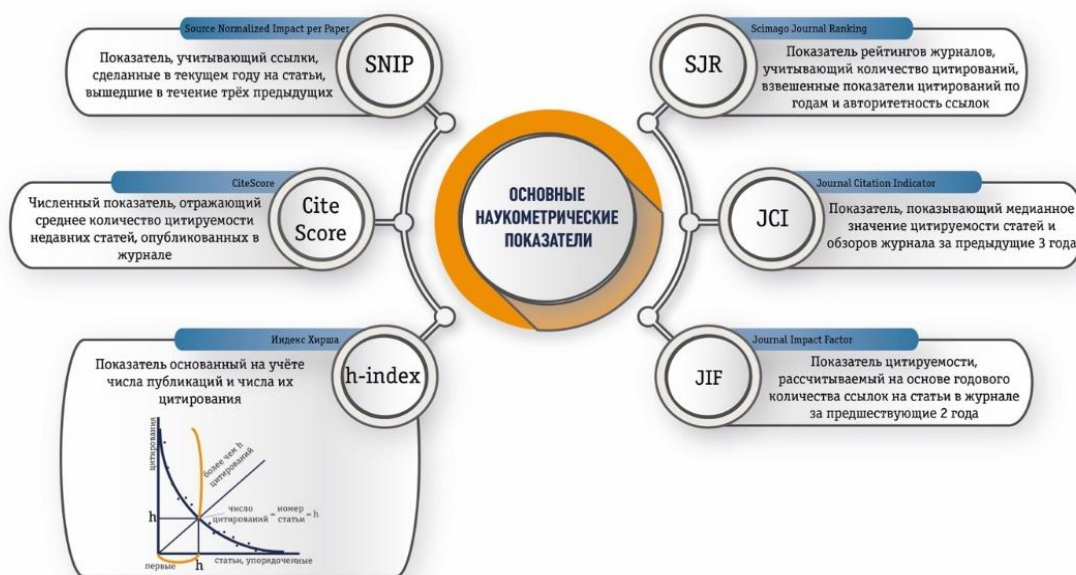 Source Normalized Impact per Paper
Показатель, учитывающий ссылки,
сделанные в текущем году на статьи,
вышедшие в течение трёх предыдущих
SNIP
CiteScore
Численный показатель, отражающий
среднее количество цитируемости
недавних статей, опубликованных в
журнале
Cite
Score
Индекс Хирша
Показатель основанный на учёте
числа публикаций и числа их
цитирования
h-index
цитирования
более чем h
цитирований
h
число
цитирований = номер
статьи = h
первые
h
статьи, упорядоченные
ОСНОВНЫЕ
НАУКОМЕТРИЧЕСКИЕ
ПОКАЗАТЕЛИ
Scimago Journal Ranking
SJR
Показатель рейтингов журналов,
учитывающий количество цитирований,
взвешенные показатели цитирований по
годам и авторитетность ссылок
Journal Citation Indicator
JCI
Показатель, показывающий медианное
значение цитируемости статей и
обзоров журнала за предыдущие 3 года
Journal Impact Factor
JIF
Показатель цитируемости,
рассчитываемый на основе годового
количества ссылок на статьи в журнале
за предшествующие 2 года